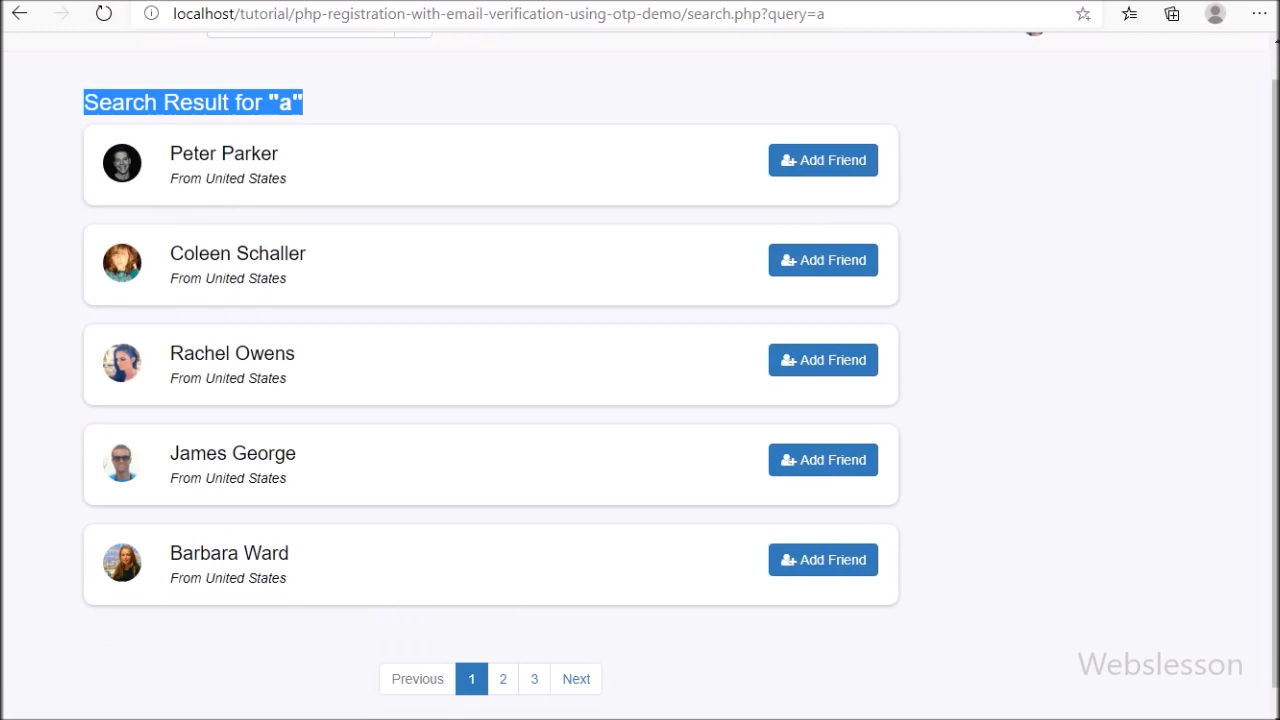 localhost/tutorial/php-registration-with-email-verification-using-otp-demo/search.php?query=a
Search Result for "a"
Peter Parker
From United States
Add Friend
Coleen Schaller
From United States
Add Friend
Rachel Owens
From United States
Add Friend
James George
From United States
Add Friend
Barbara Ward
From United States
Add Friend
Previous 1 2 3 Next
Webslesson